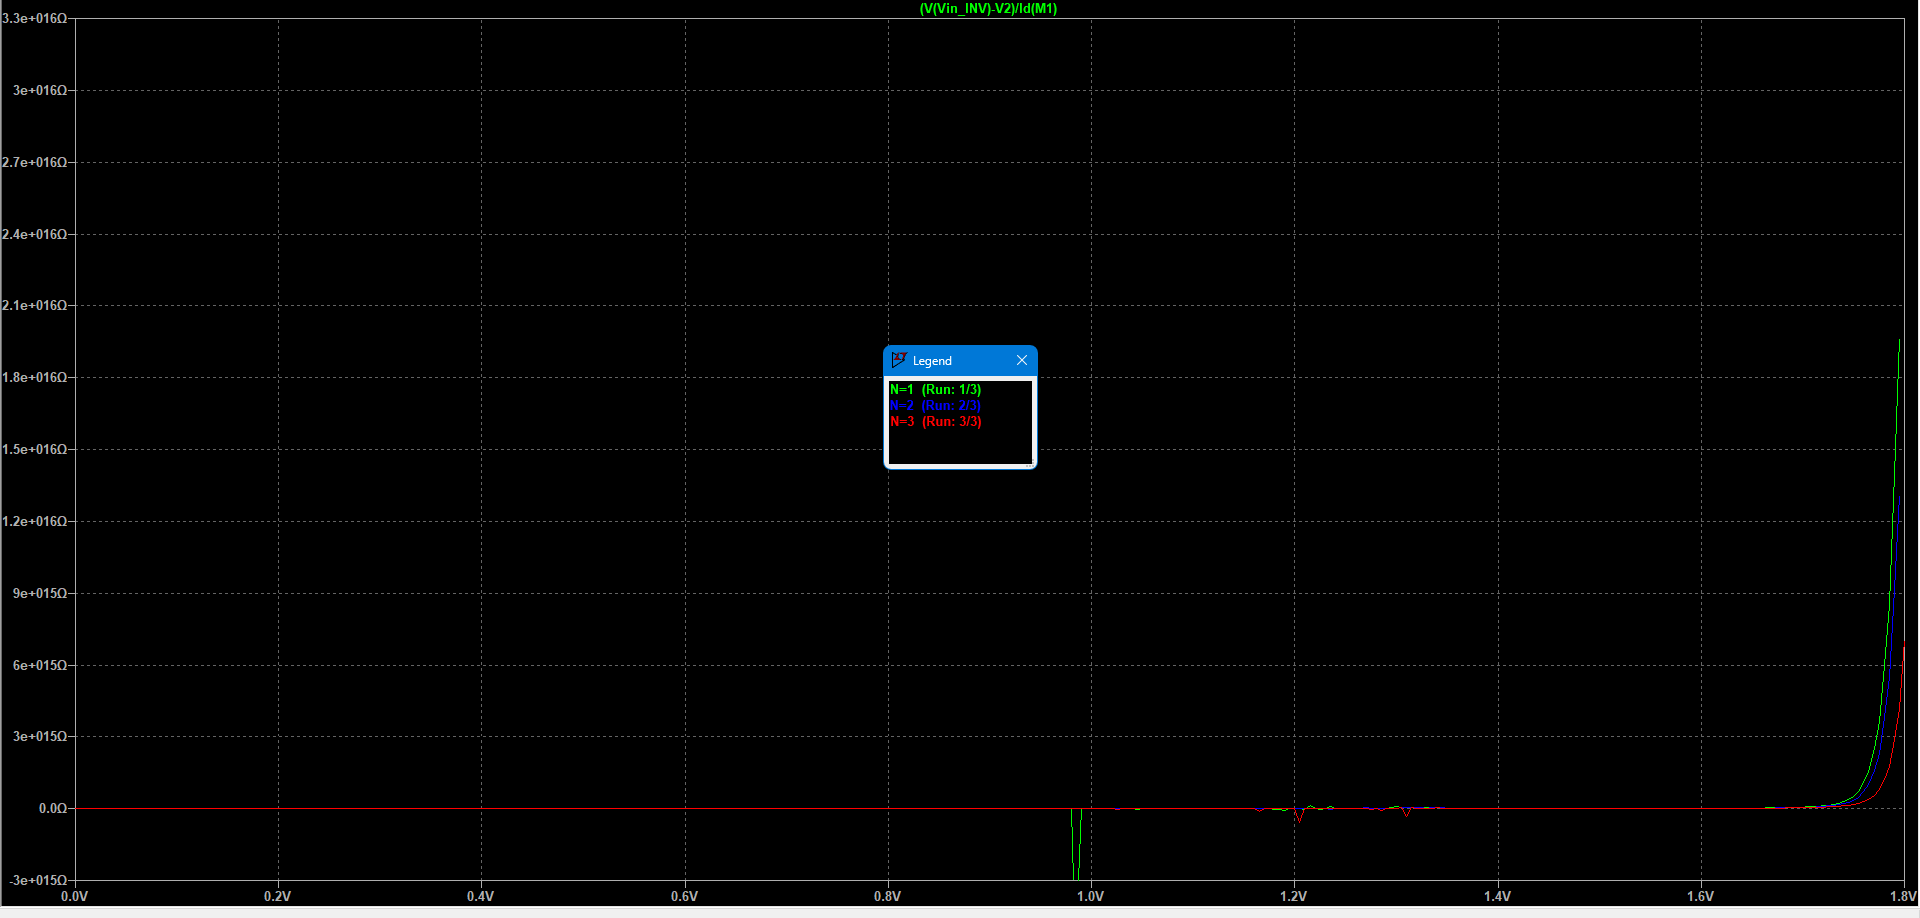 (V(Vin_INV)-V2)/Id(M1)
3.3e+016Ω
3e+016Ω
2.7e+016Ω
2.4e+016Ω
2.1e+016Ω
1.8e+016Ω
1.5e+016Ω
1.2e+016Ω
9e+015Ω
6e+015Ω
3e+015Ω
0.0Ω
-3e+015Ω
Legend
N=1 (Run: 1/3)
N=2 (Run: 2/3)
N=3 (Run: 3/3)
0.0V 0.2V 0.4V 0.6V 0.8V 1.0V 1.2V 1.4V 1.6V 1.8V